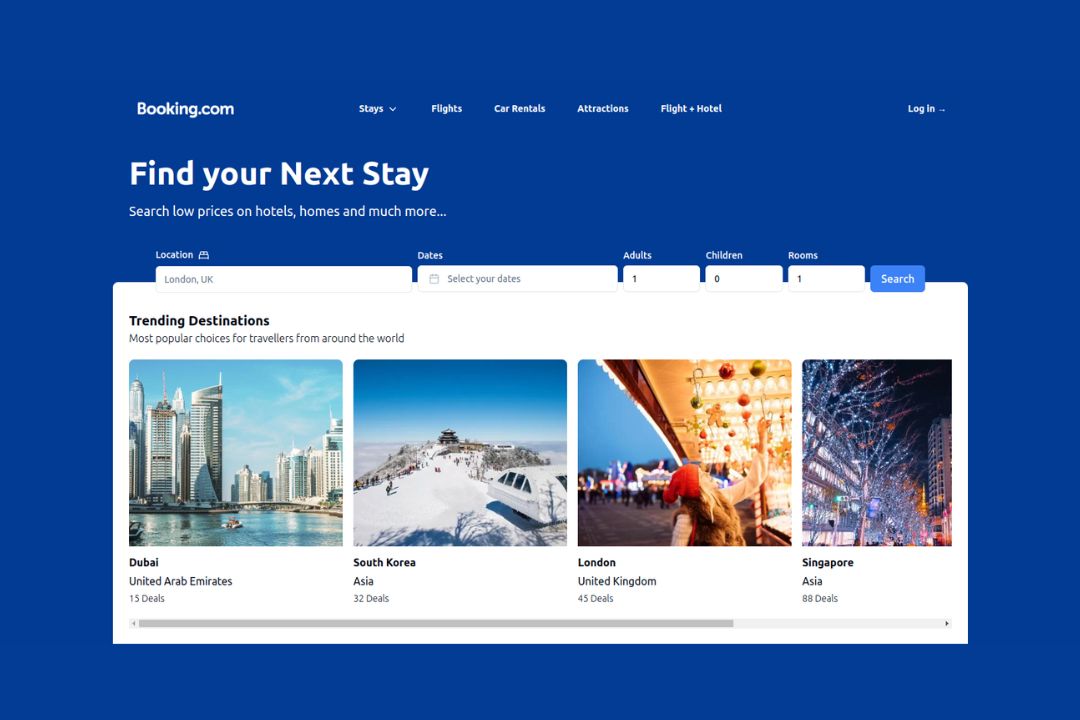 Booking.com
Stays Flights Car Rentals Attractions Flight + Hotel Log in →
Find your Next Stay
Search low prices on hotels, homes and much more...
Location Dates Adults Children Rooms
London, UK Select your dates 1 0 1 Search
Trending Destinations
Most popular choices for travellers from around the world
Dubai South Korea London Singapore
United Arab Emirates Asia United Kingdom Asia
15 Deals 32 Deals 45 Deals 88 Deals